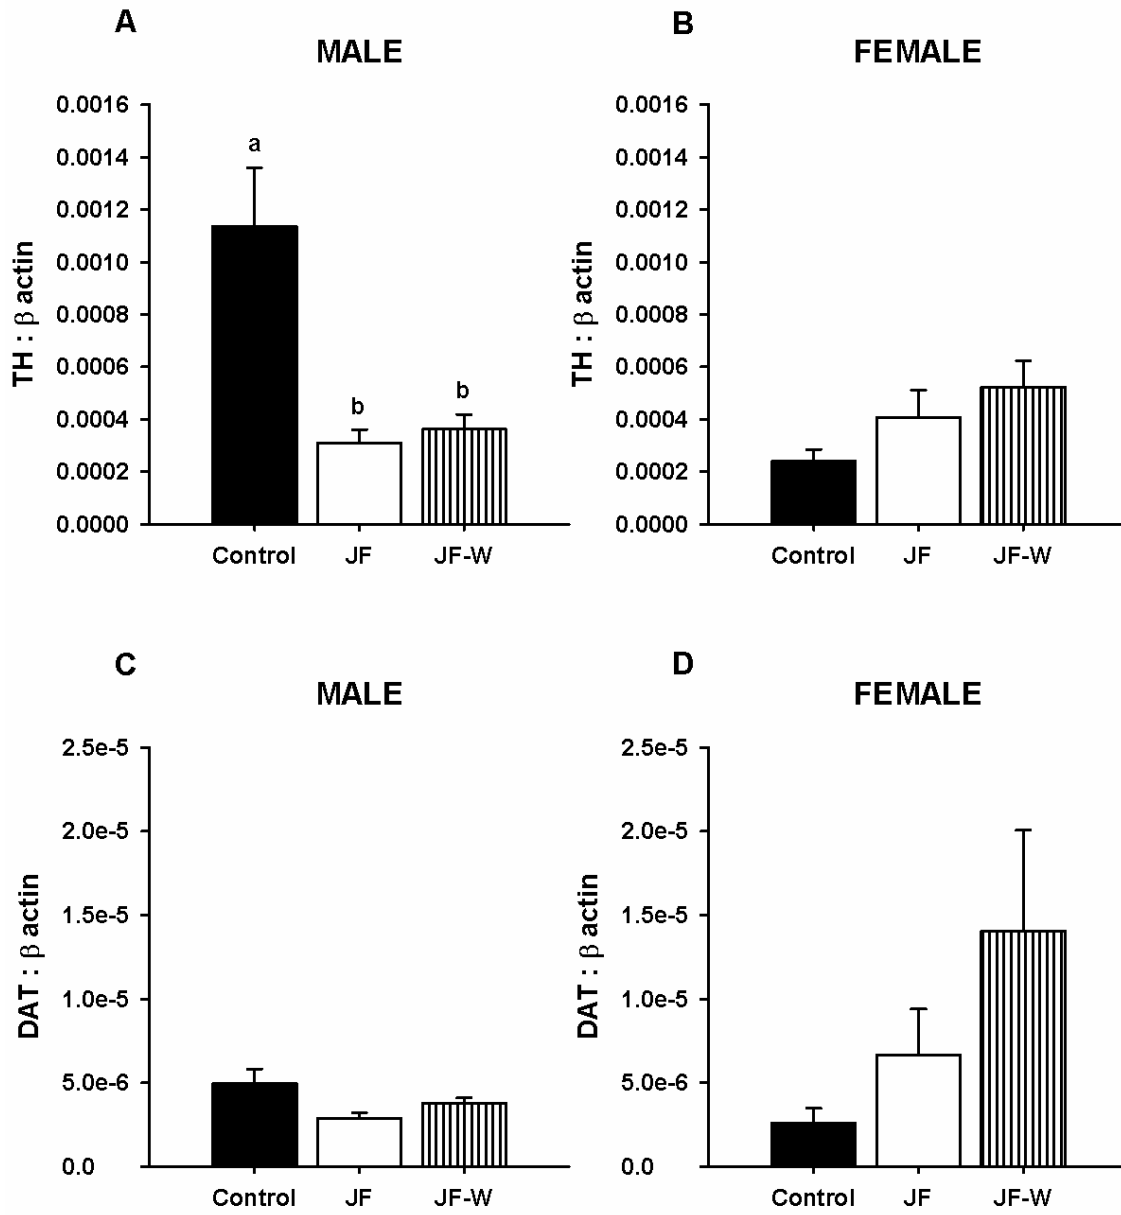 A
MALE
TH : β actin
0.0016
0.0014
0.0012
0.0010
0.0008
0.0006
0.0004
0.0002
0.0000
a
b
b
Control JF JF-W
B
FEMALE
TH : β actin
0.0016
0.0014
0.0012
0.0010
0.0008
0.0006
0.0004
0.0002
0.0000
Control JF JF-W
C
MALE
DAT : β actin
2.5e-5
2.0e-5
1.5e-5
1.0e-5
5.0e-6
0.0
Control JF JF-W
D
FEMALE
DAT : β actin
2.5e-5
2.0e-5
1.5e-5
1.0e-5
5.0e-6
0.0
Control JF JF-W